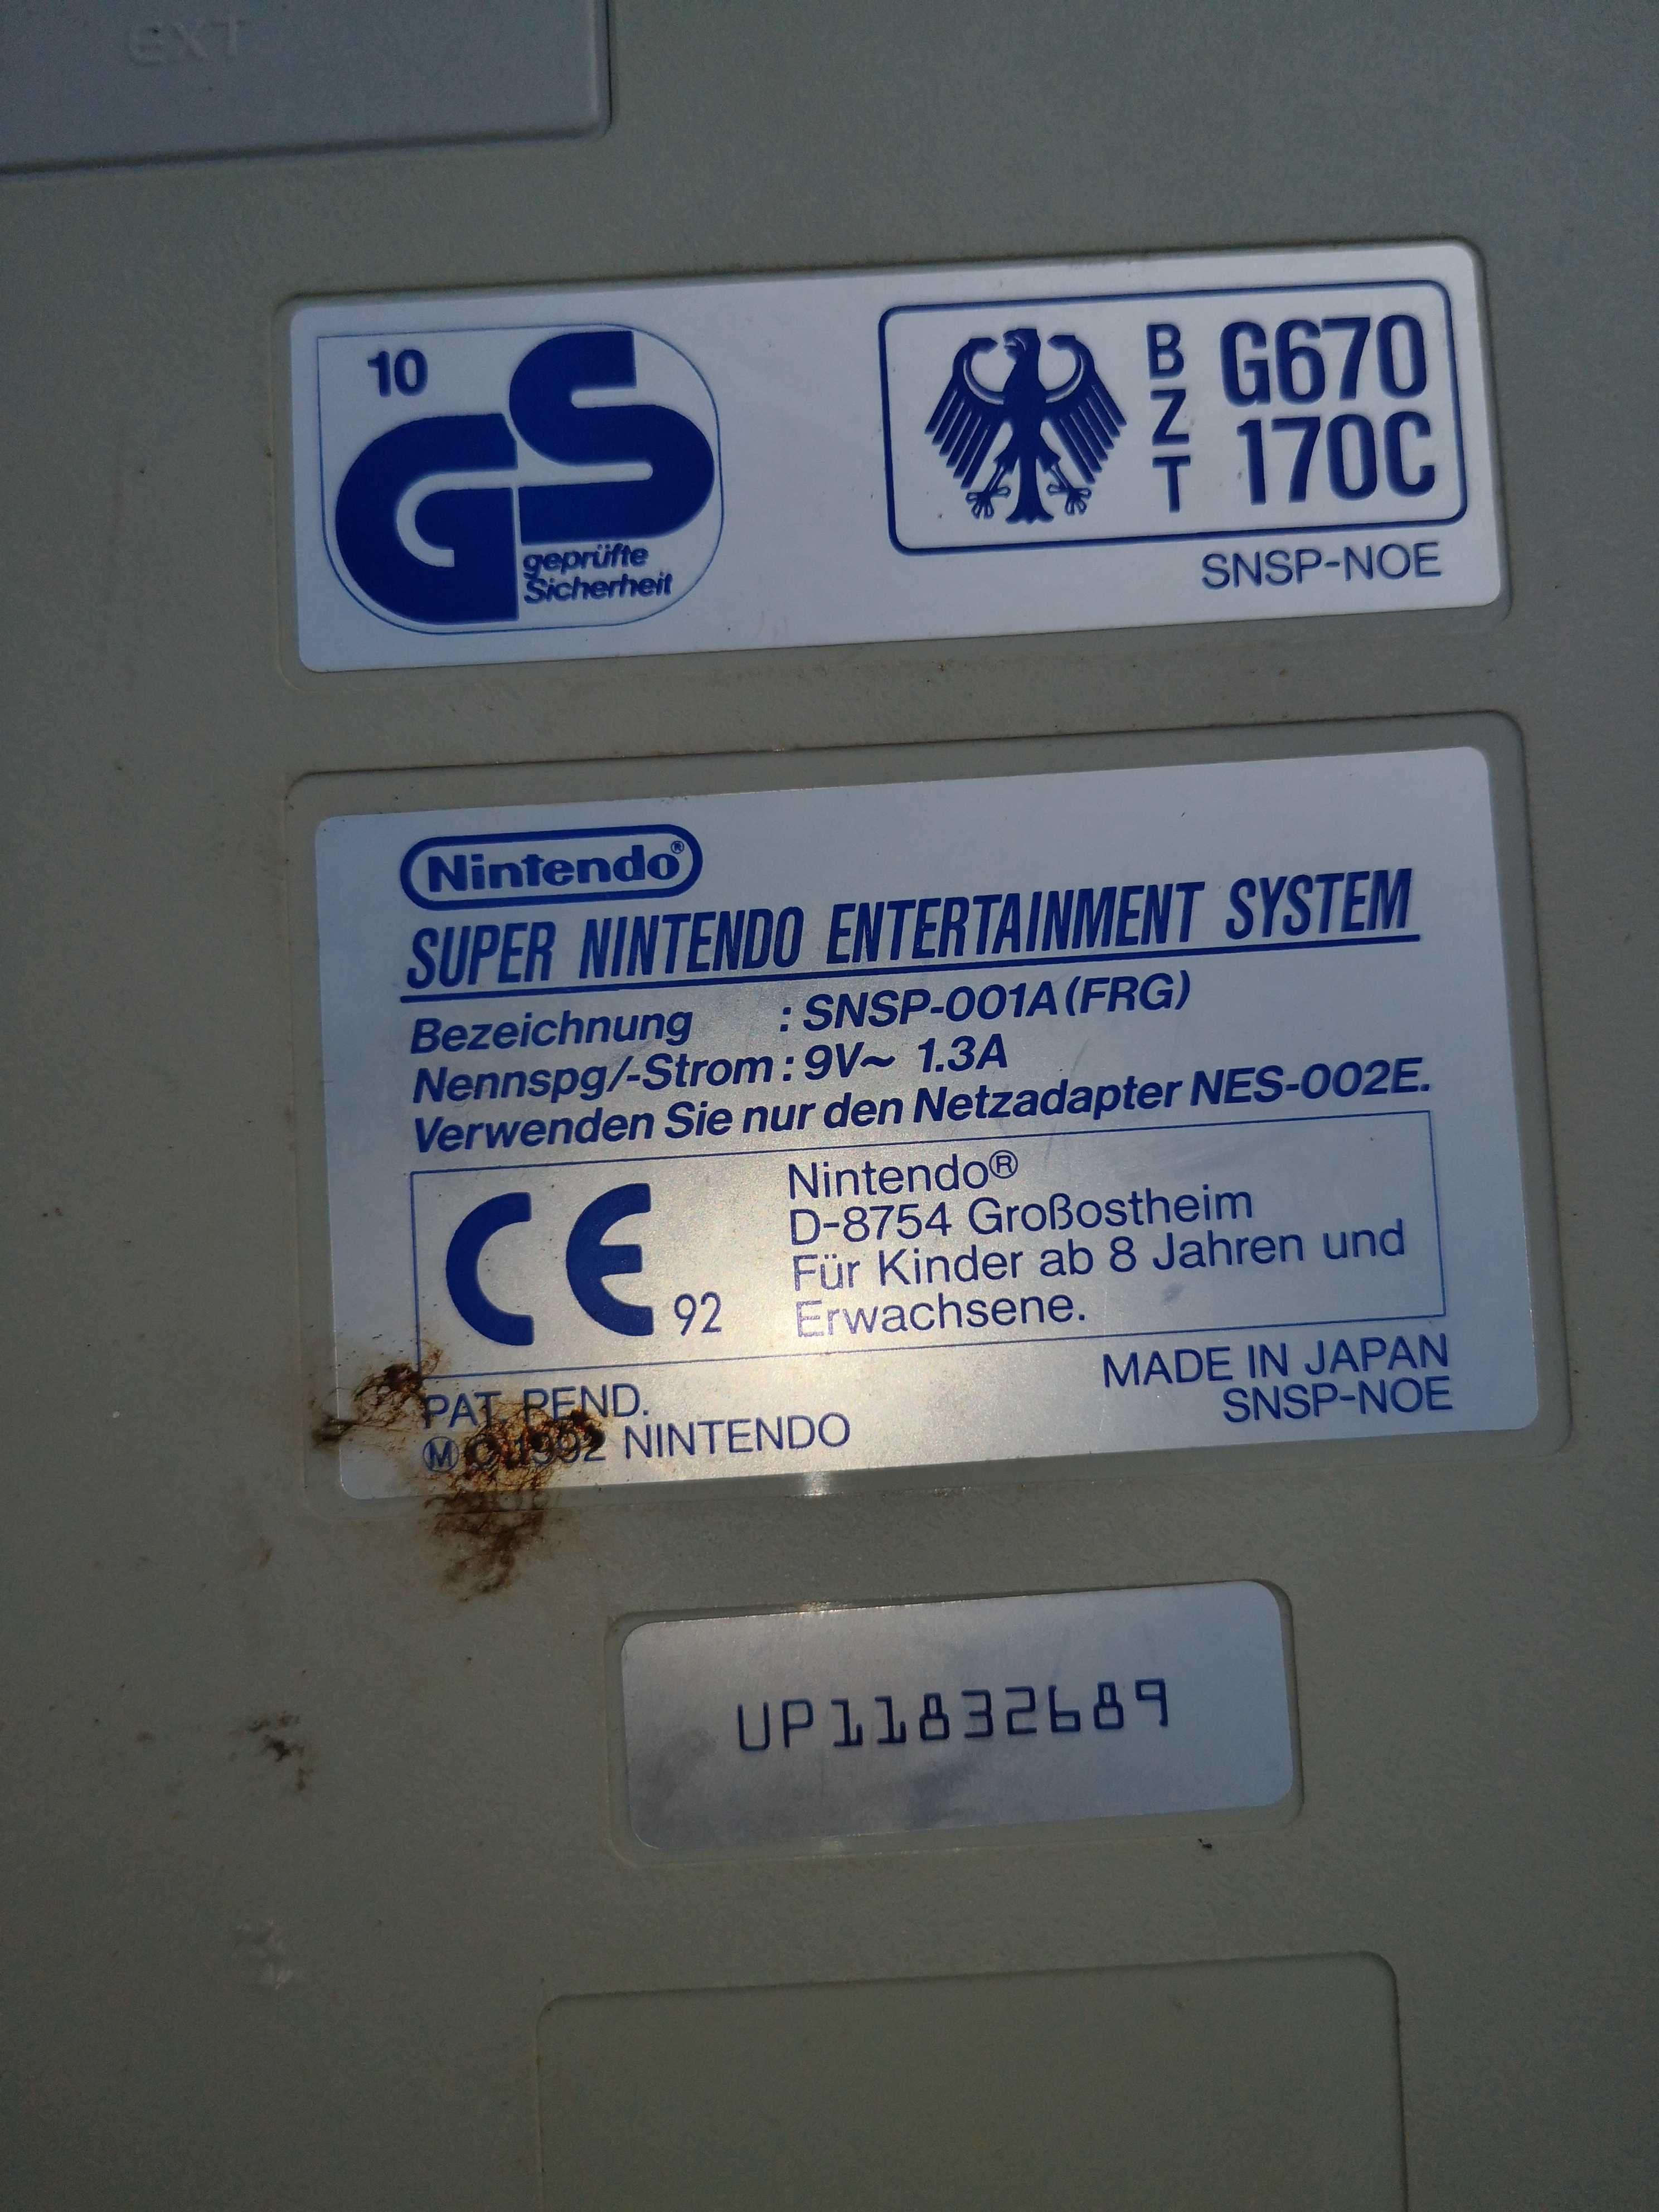 EXT
10
GS
geprüfte
Sicherheit
BZT
G670
170C
SNSP-NOE
Nintendo®
SUPER NINTENDO ENTERTAINMENT SYSTEM
Bezeichnung : SNSP-001A(FRG)
Nennspg/-Strom : 9V~ 1.3A
Verwenden Sie nur den Netzadapter NES-002E.
CE 92
Nintendo®
D-8754 Großostheim
Für Kinder ab 8 Jahren und
Erwachsene.
PAT. PEND.
Ⓜ © 1992 NINTENDO
MADE IN JAPAN
SNSP-NOE
UP11832689